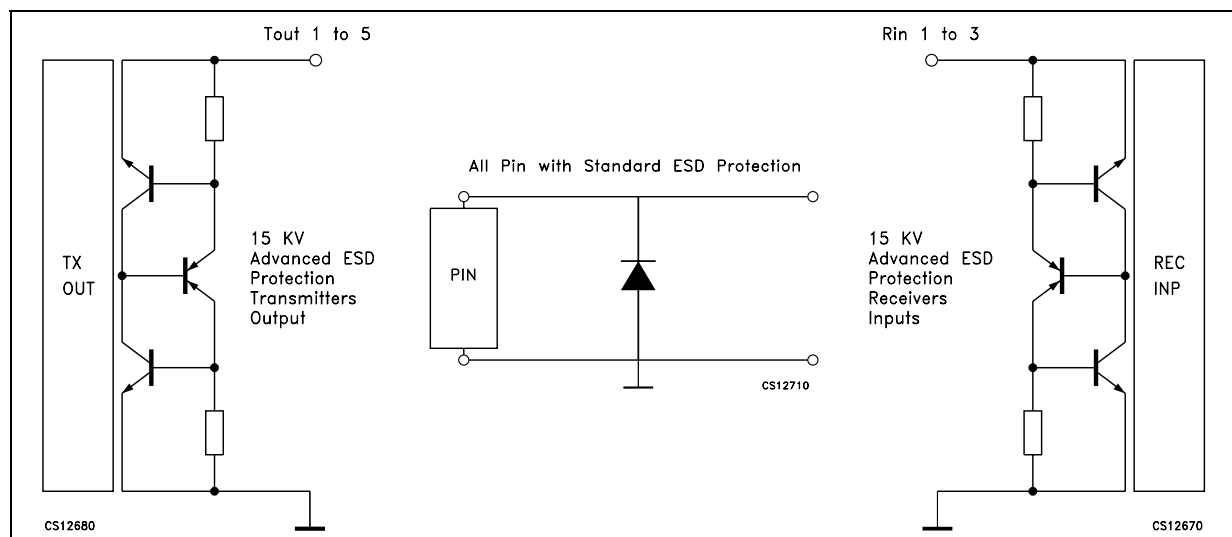 Tout 1 to 5
TX
OUT
15 KV
Advanced ESD
Protection
Transmitters
Output
CS12680
All Pin with Standard ESD Protection
PIN
CS12710
Rin 1 to 3
15 KV
Advanced ESD
Protection
Receivers
Inputs
REC
INP
CS12670